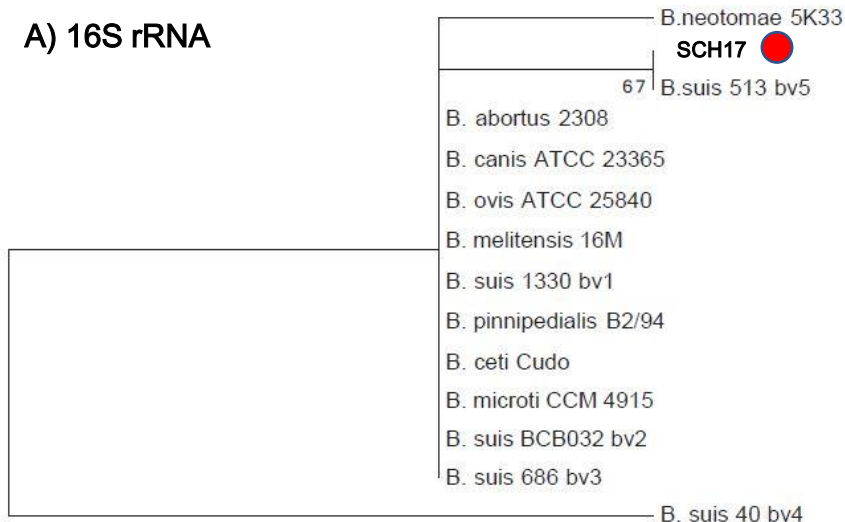 A) 16S rRNA
B.neotomae 5K33
SCH17
67 B.suis 513 bv5
B. abortus 2308
B. canis ATCC 23365
B. ovis ATCC 25840
B. melitensis 16M
B. suis 1330 bv1
B. pinnipedialis B2/94
B. ceti Cudo
B. microti CCM 4915
B. suis BCB032 bv2
B. suis 686 bv3
B. suis 40 bv4